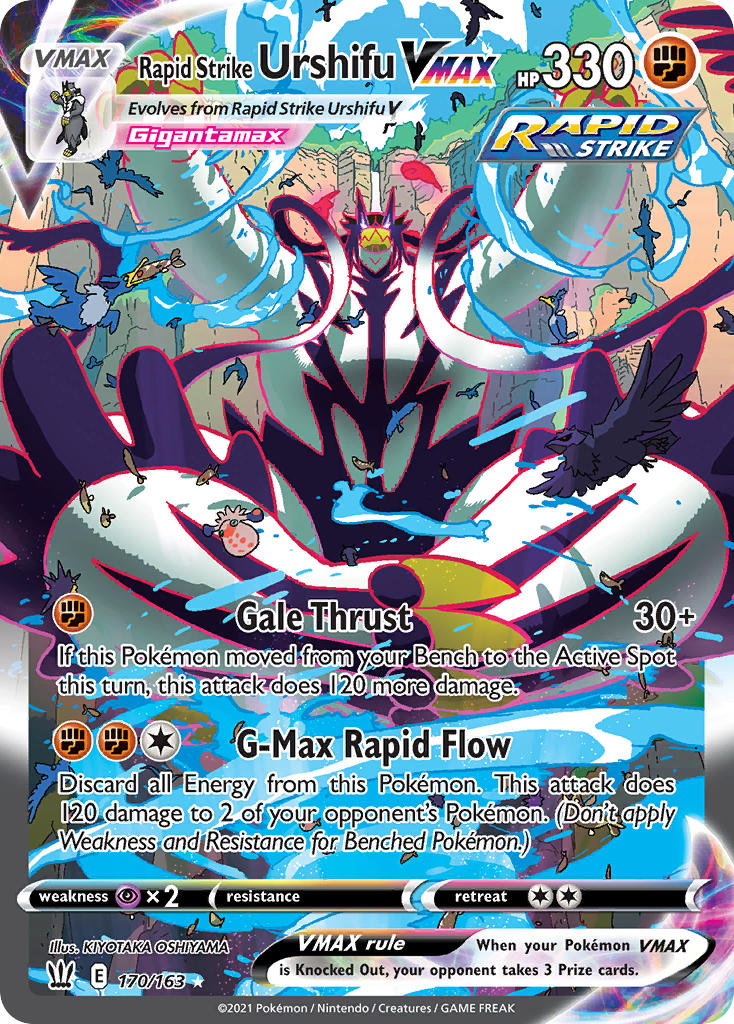 VMAX
Rapid Strike Urshifu VMAX HP 330
Evolves from Rapid Strike Urshifu V
Gigantamax
RAPID
STRIKE
Gale Thrust 30+
If this Pokémon moved from your Bench to the Active Spot
this turn, this attack does 120 more damage.
G-Max Rapid Flow
Discard all Energy from this Pokémon. This attack does
120 damage to 2 of your opponent's Pokémon. (Don't apply
Weakness and Resistance for Benched Pokémon.)
weakness ×2 resistance retreat
Illus. KIYOTAKA OSHIYAMA
VMAX rule When your Pokémon VMAX
is Knocked Out, your opponent takes 3 Prize cards.
E 170/163
©2021 Pokémon / Nintendo / Creatures / GAME FREAK